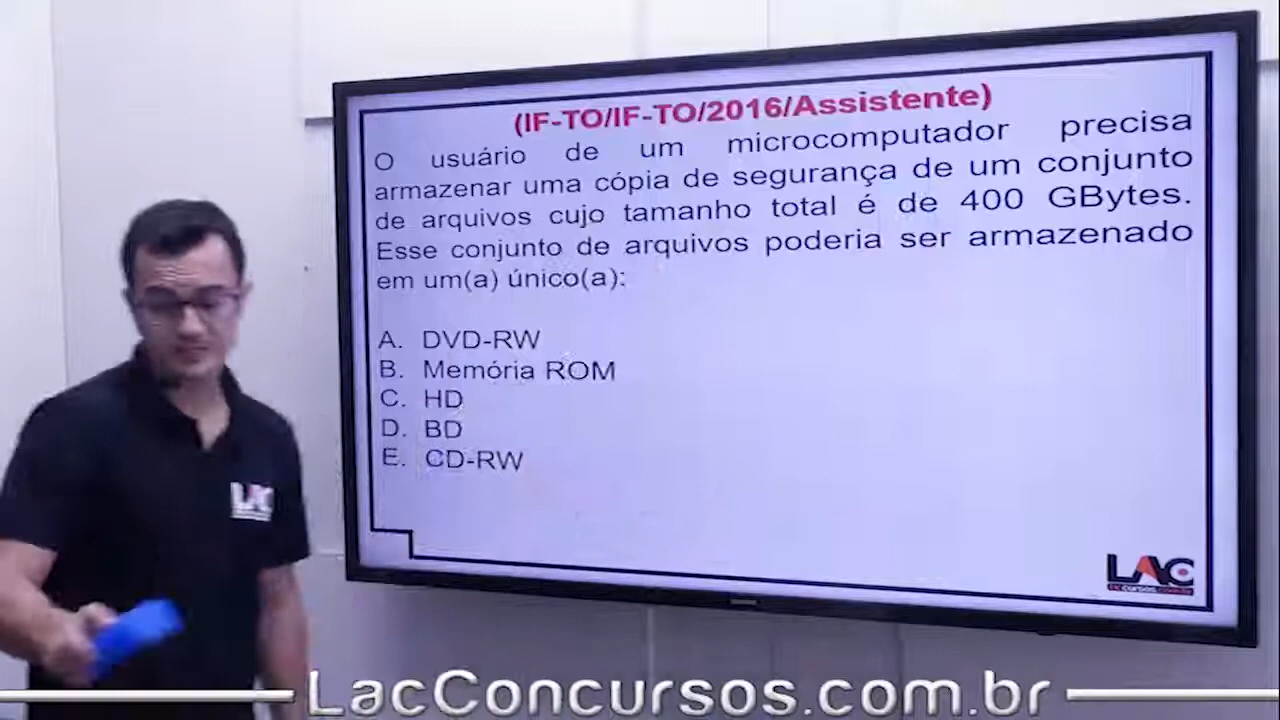 (IF-TO/IF-TO/2016/Assistente)
O usuário de um microcomputador precisa
armazenar uma cópia de segurança de um conjunto
de arquivos cujo tamanho total é de 400 GBytes.
Esse conjunto de arquivos poderia ser armazenado
em um(a) único(a):
A. DVD-RW
B. Memória ROM
C. HD
D. BD
E. CD-RW
LAC
LAC
LacConcursos.com.br